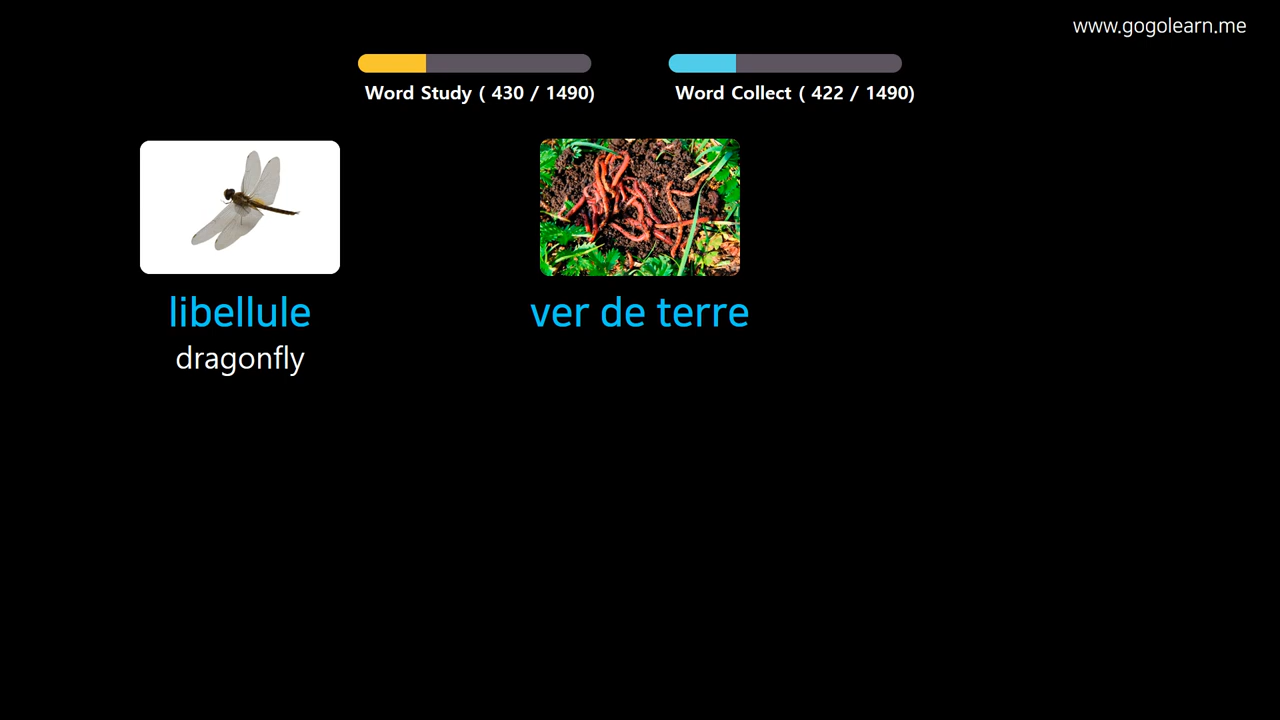 www.gogolearn.me
Word Study ( 430 / 1490)
Word Collect ( 422 / 1490)
libellule
dragonfly
ver de terre